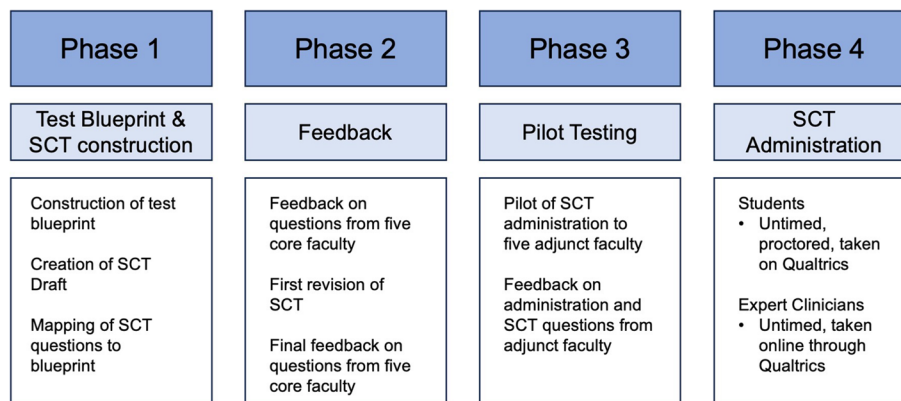 Phase 1
Phase 2
Phase 3
Phase 4
Test Blueprint &
SCT construction
Feedback
Pilot Testing
SCT
Administration
Construction of test
blueprint
Creation of SCT
Draft
Mapping of SCT
questions to
blueprint
Feedback on
questions from five
core faculty
First revision of
SCT
Final feedback on
questions from five
core faculty
Pilot of SCT
administration to
five adjunct faculty
Feedback on
administration and
SCT questions from
adjunct faculty
Students
• Untimed,
proctored, taken
on Qualtrics
Expert Clinicians
• Untimed, taken
online through
Qualtrics